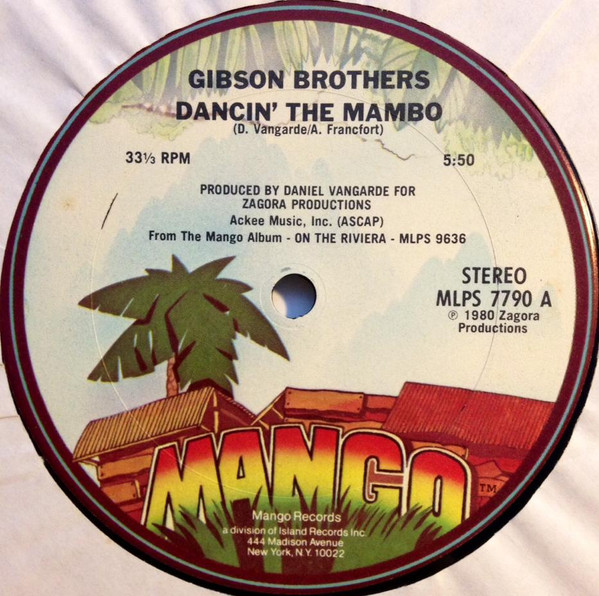 GIBSON BROTHERS
DANCIN' THE MAMBO
(D. Vangarde/A. Francfort)
33⅓ RPM
5:50
PRODUCED BY DANIEL VANGARDE FOR
ZAGORA PRODUCTIONS
Ackee Music, Inc. (ASCAP)
From The Mango Album - ON THE RIVIERA - MLPS 9636
STEREO
MLPS 7790 A
℗ 1980 Zagora
Productions
MANGO TM
Mango Records
a division of Island Records Inc.
444 Madison Avenue
New York, N.Y. 10022